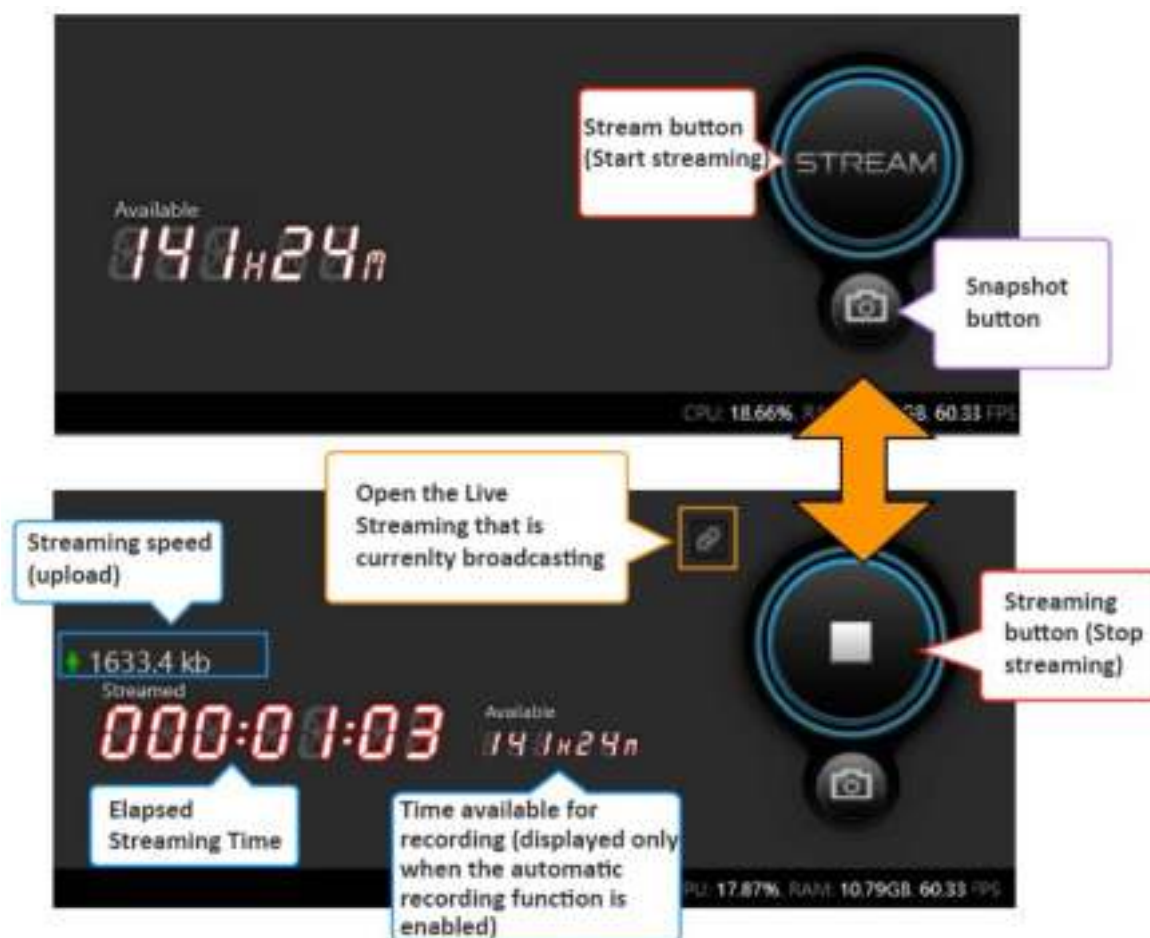 Stream button
(Start streaming)
STREAM
Available
141H24m
Snapshot
button
CPU: 18.66%, GB, 60.33 FPS
Open the Live
Streaming that is
currenlty broadcasting
Streaming speed
(upload)
1633.4 kb
Streamed
000:01:03
Available
141H24m
Streaming
button (Stop
streaming)
Elapsed
Streaming Time
Time available for
recording (displayed only
when the automatic
recording function is
enabled)
PU: 17.87%, RAM: 10.79GB, 60.33 FPS